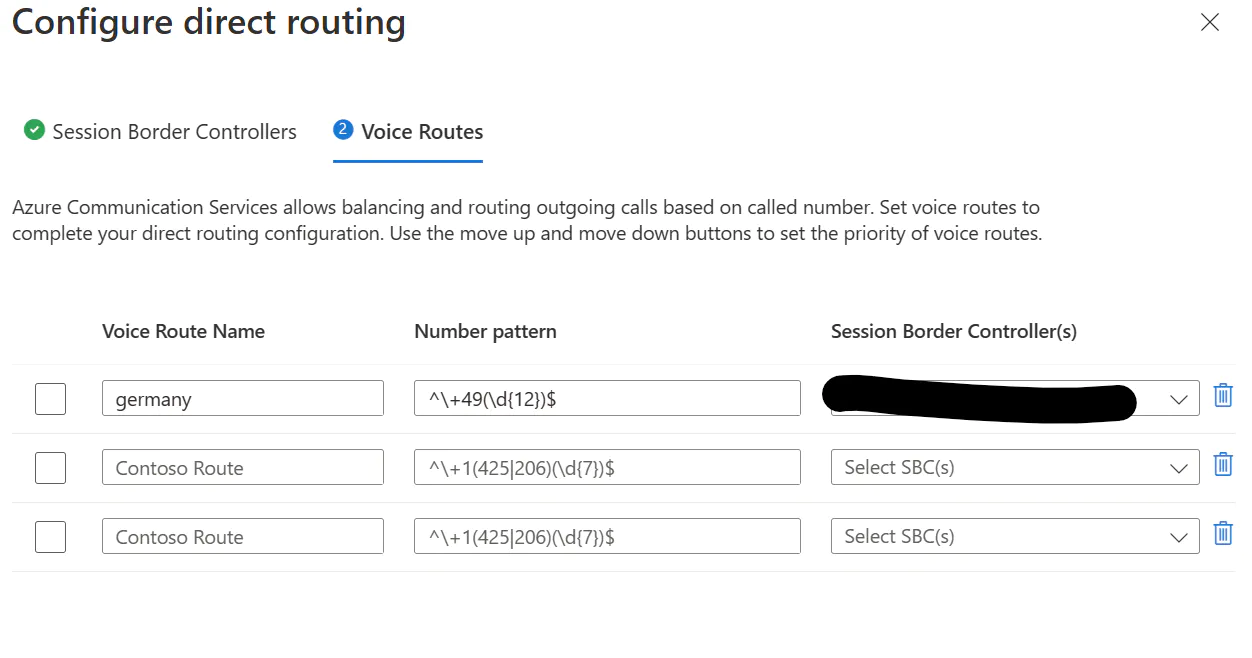 Configure direct routing
Session Border Controllers
2 Voice Routes
Azure Communication Services allows balancing and routing outgoing calls based on called number. Set voice routes to
complete your direct routing configuration. Use the move up and move down buttons to set the priority of voice routes.
Voice Route Name Number pattern Session Border Controller(s)
germany ^\+49(\d{12})$
Contoso Route ^\+1(425|206)(\d{7})$ Select SBC(s)
Contoso Route ^\+1(425|206)(\d{7})$ Select SBC(s)